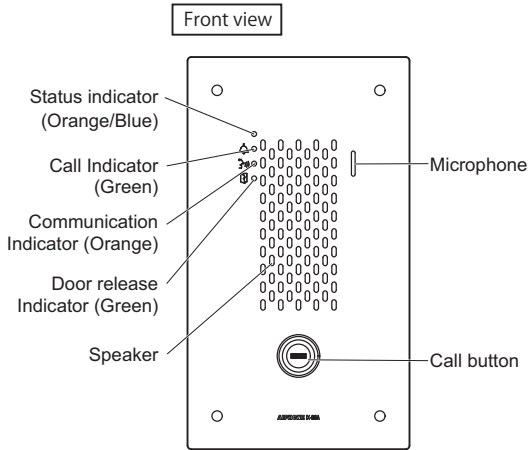 Front view
Status indicator
(Orange/Blue)
Call Indicator
(Green)
Communication
Indicator (Orange)
Door release
Indicator (Green)
Speaker
Microphone
Call button